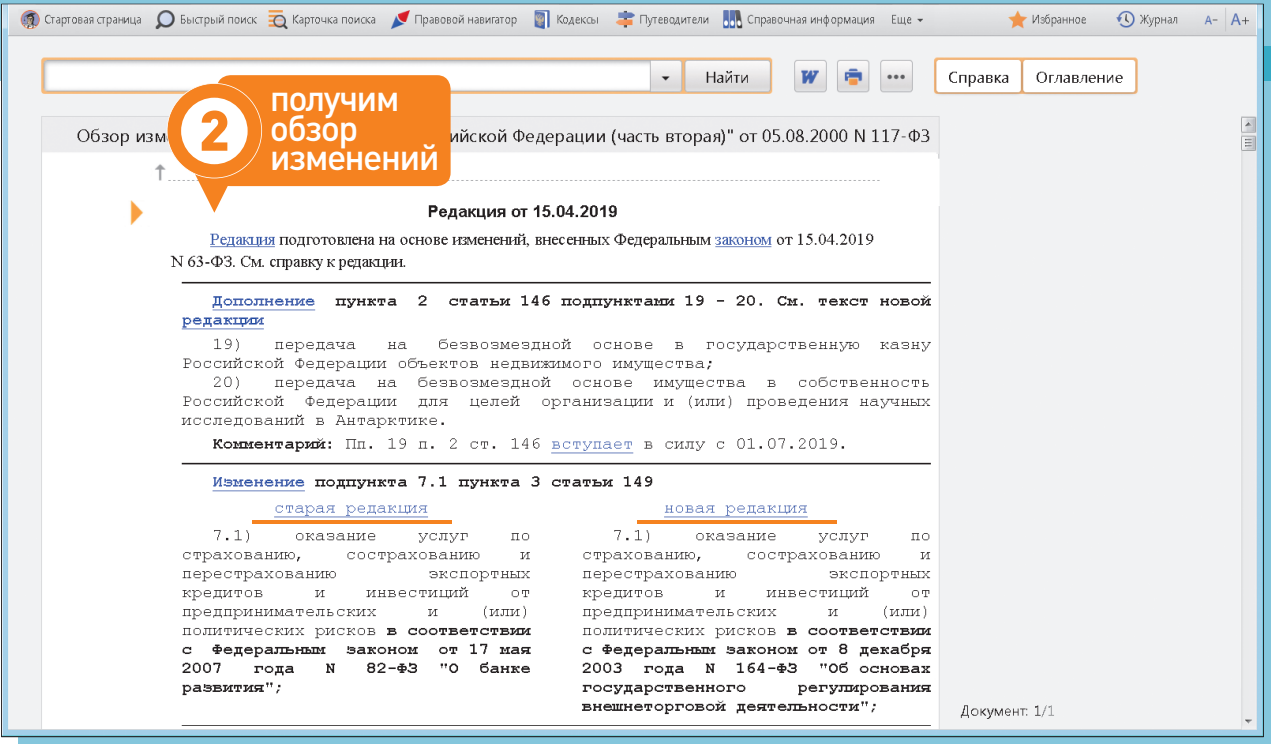 Стартовая страница Быстрый поиск Карточка поиска Правовой навигатор Кодексы Путеводители Справочная информация Еще Избранное Журнал А- А+
Найти W ••• Справка Оглавление
2 получим
обзор
изменений
Обзор изм ийской Федерации (часть вторая)" от 05.08.2000 N 117-ФЗ
Редакция от 15.04.2019
Редакция подготовлена на основе изменений, внесенных Федеральным законом от 15.04.2019
N 63-ФЗ. См. справку к редакции.
Дополнение пункта 2 статьи 146 подпунктами 19 - 20. См. текст новой
редакции
19) передача на безвозмездной основе в государственную казну
Российской Федерации объектов недвижимого имущества;
20) передача на безвозмездной основе имущества в собственность
Российской Федерации для целей организации и (или) проведения научных
исследований в Антарктике.
Комментарий: Пп. 19 п. 2 ст. 146 вступает в силу с 01.07.2019.
Изменение подпункта 7.1 пункта 3 статьи 149
старая редакция
7.1) оказание услуг по
страхованию, сострахованию и
перестрахованию экспортных
кредитов и инвестиций от
предпринимательских и (или)
политических рисков в соответствии
с Федеральным законом от 17 мая
2007 года N 82-ФЗ "О банке
развития";
новая редакция
7.1) оказание услуг по
страхованию, сострахованию и
перестрахованию экспортных
кредитов и инвестиций от
предпринимательских и (или)
политических рисков в соответствии
с Федеральным законом от 8 декабря
2003 года N 164-ФЗ "Об основах
государственного регулирования
внешнеторговой деятельности";
Документ: 1/1